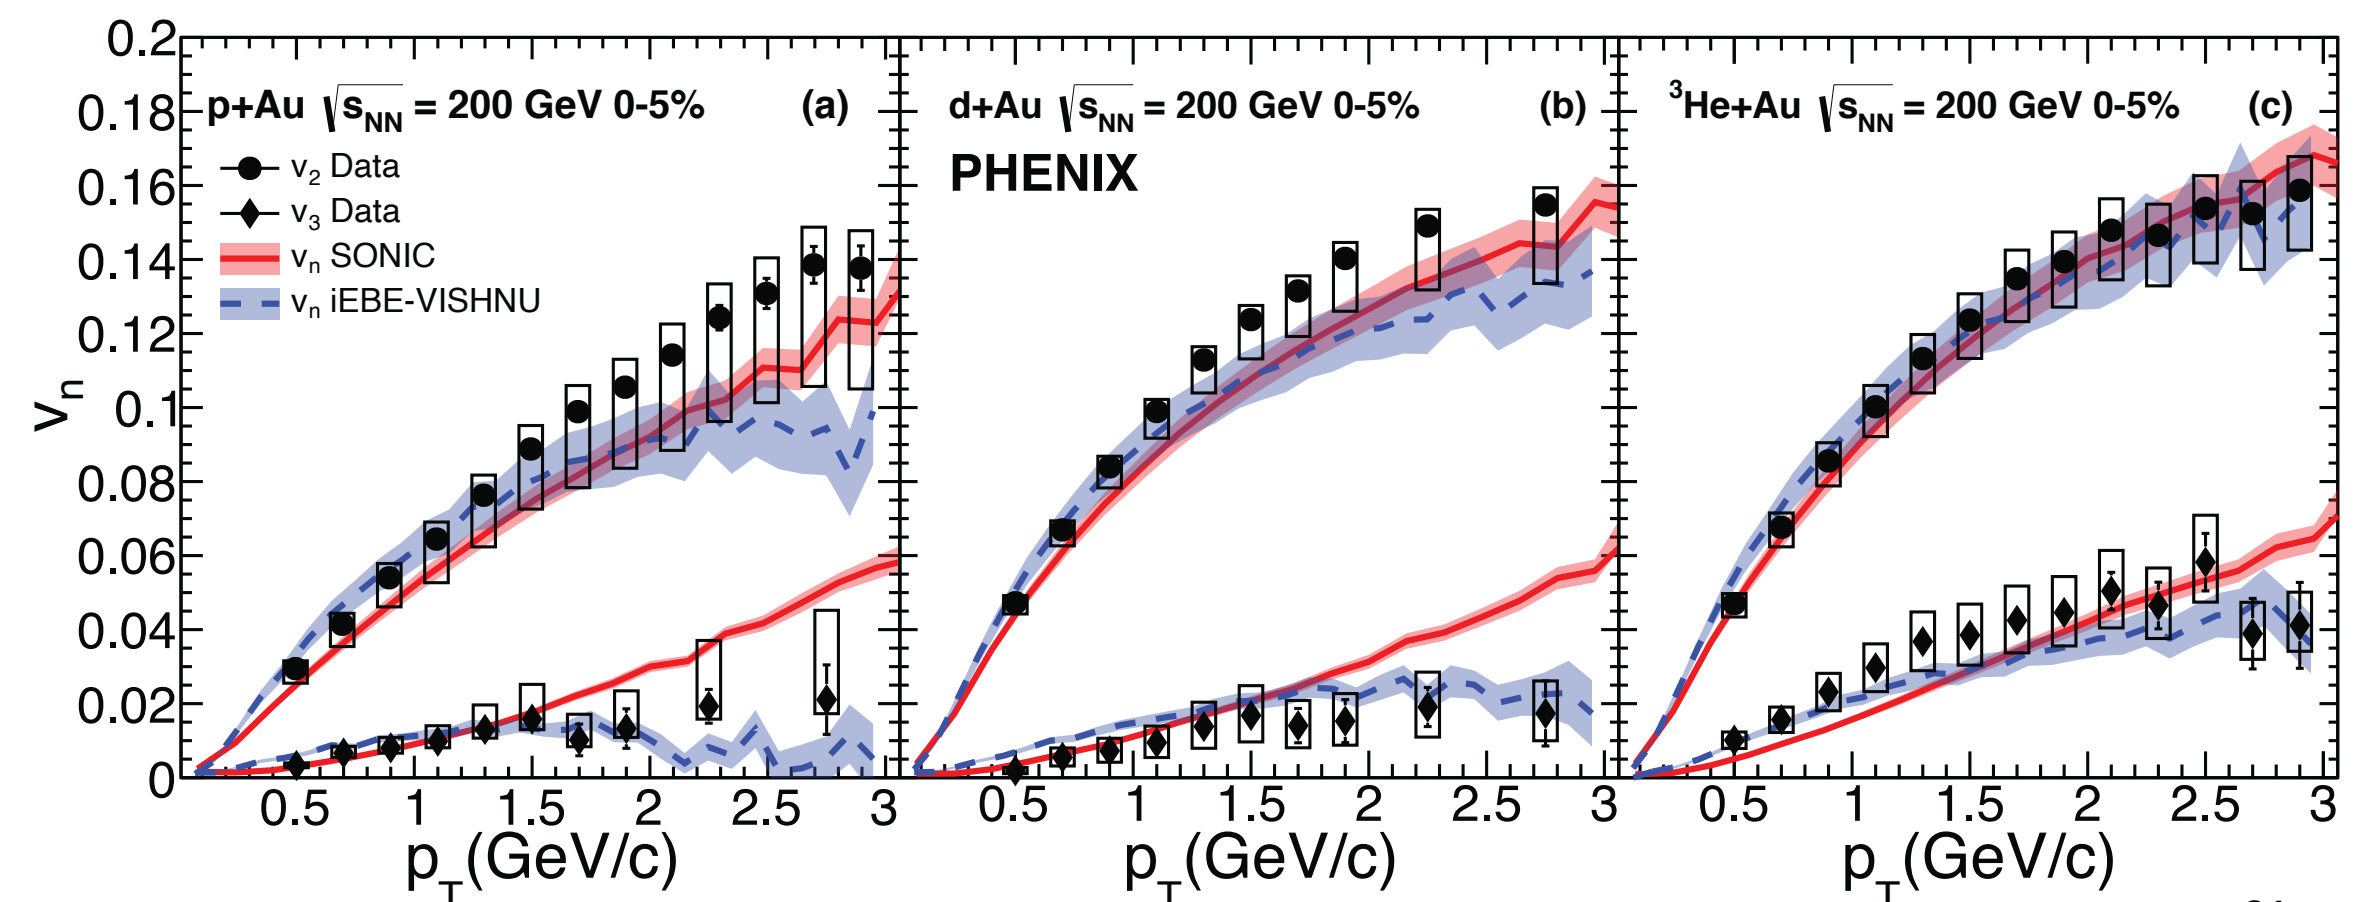 p+Au √sNN = 200 GeV 0-5% (a)
v2 Data
v3 Data
vn SONIC
vn iEBE-VISHNU
d+Au √sNN = 200 GeV 0-5% (b)
PHENIX
3He+Au √sNN = 200 GeV 0-5% (c)
vn
0.2
0.18
0.16
0.14
0.12
0.1
0.08
0.06
0.04
0.02
0
0.5 1 1.5 2 2.5 3
0.5 1 1.5 2 2.5 3
0.5 1 1.5 2 2.5 3
pT(GeV/c)
pT(GeV/c)
pT(GeV/c)